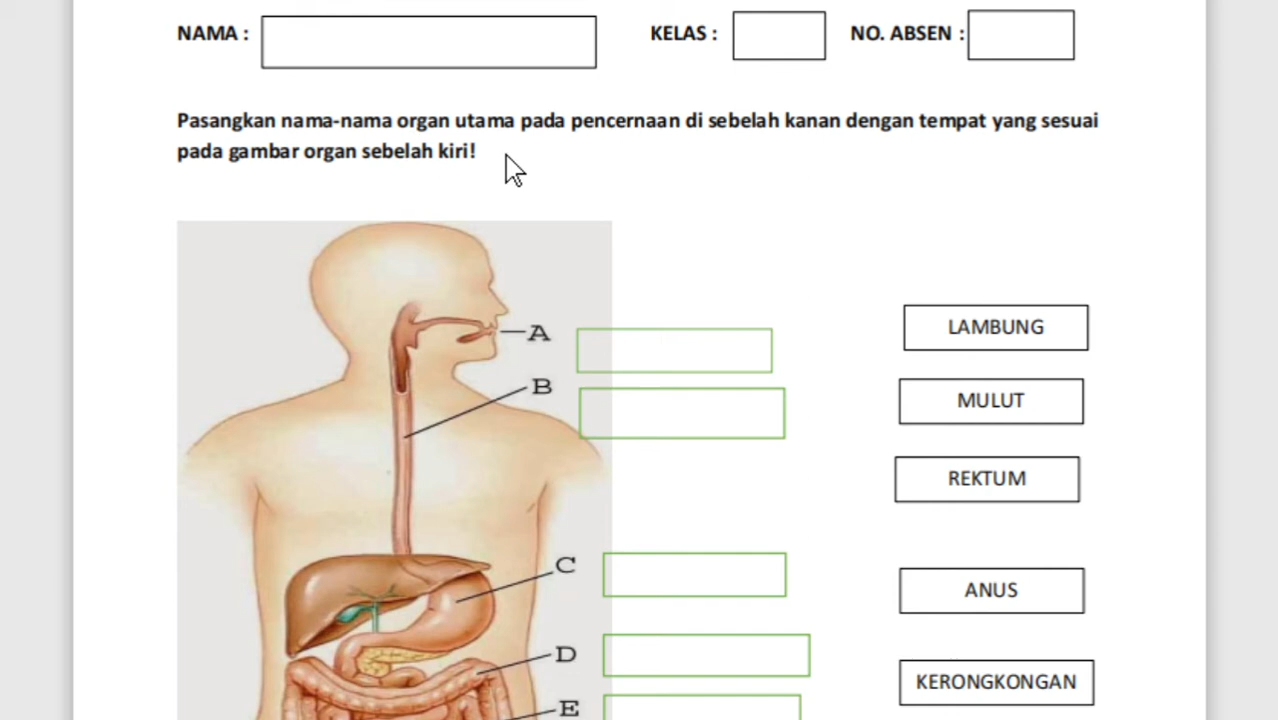 NAMA : KELAS : NO. ABSEN :
Pasangkan nama-nama organ utama pada pencernaan di sebelah kanan dengan tempat yang sesuai
pada gambar organ sebelah kiri!
A
LAMBUNG
B
MULUT
REKTUM
C
ANUS
D
KERONGKONGAN
E